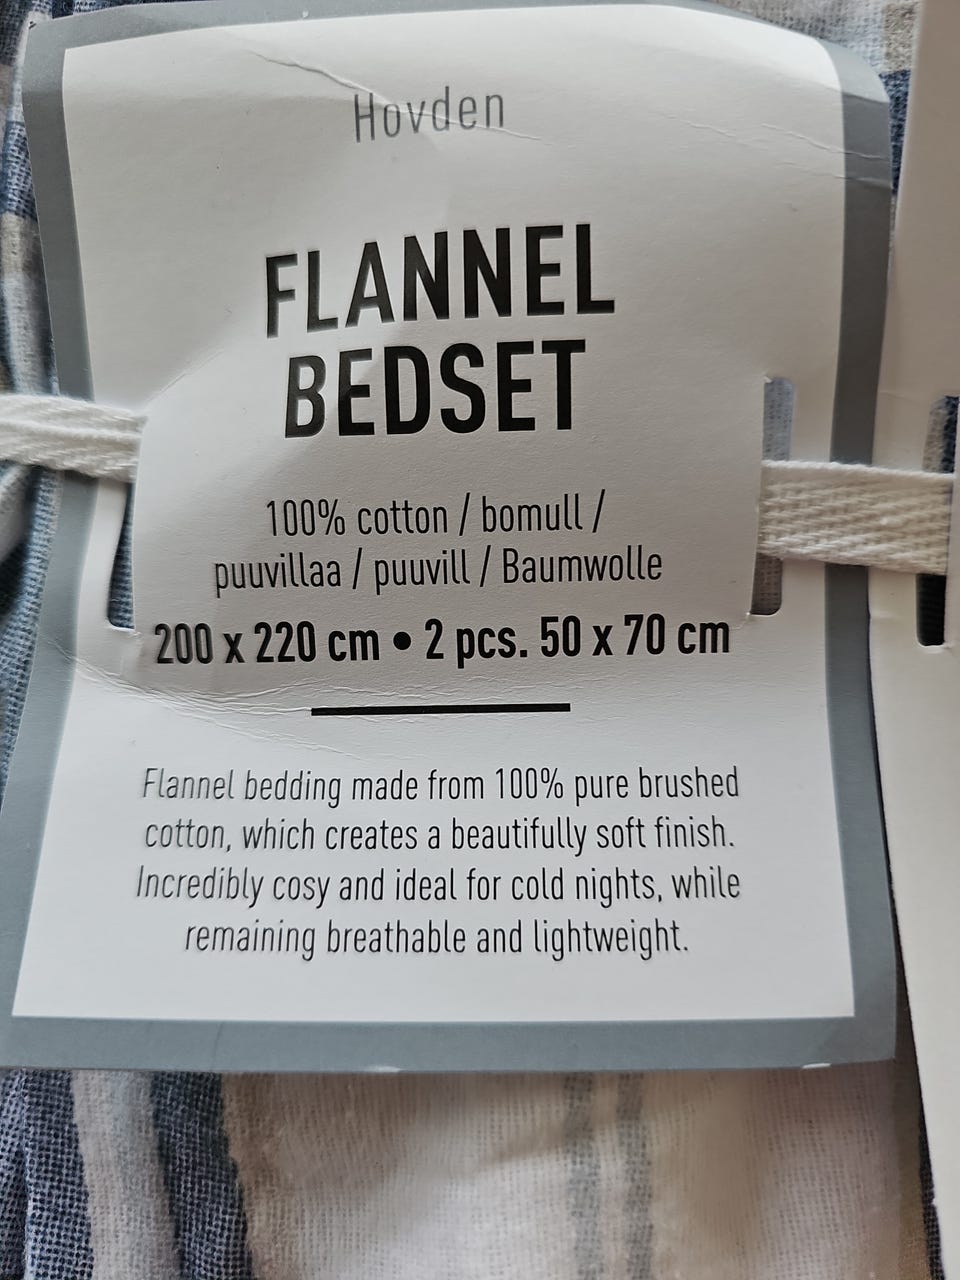 Hovden
FLANNEL
BEDSET
100% cotton / bomull /
puuvillaa / puuvill / Baumwolle
200 x 220 cm • 2 pcs. 50 x 70 cm
Flannel bedding made from 100% pure brushed
cotton, which creates a beautifully soft finish.
Incredibly cosy and ideal for cold nights, while
remaining breathable and lightweight.